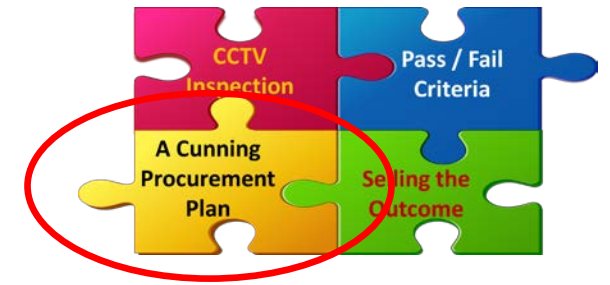 CCTV
Inspection
Pass / Fail
Criteria
A Cunning
Procurement
Plan
Selling the
Outcome